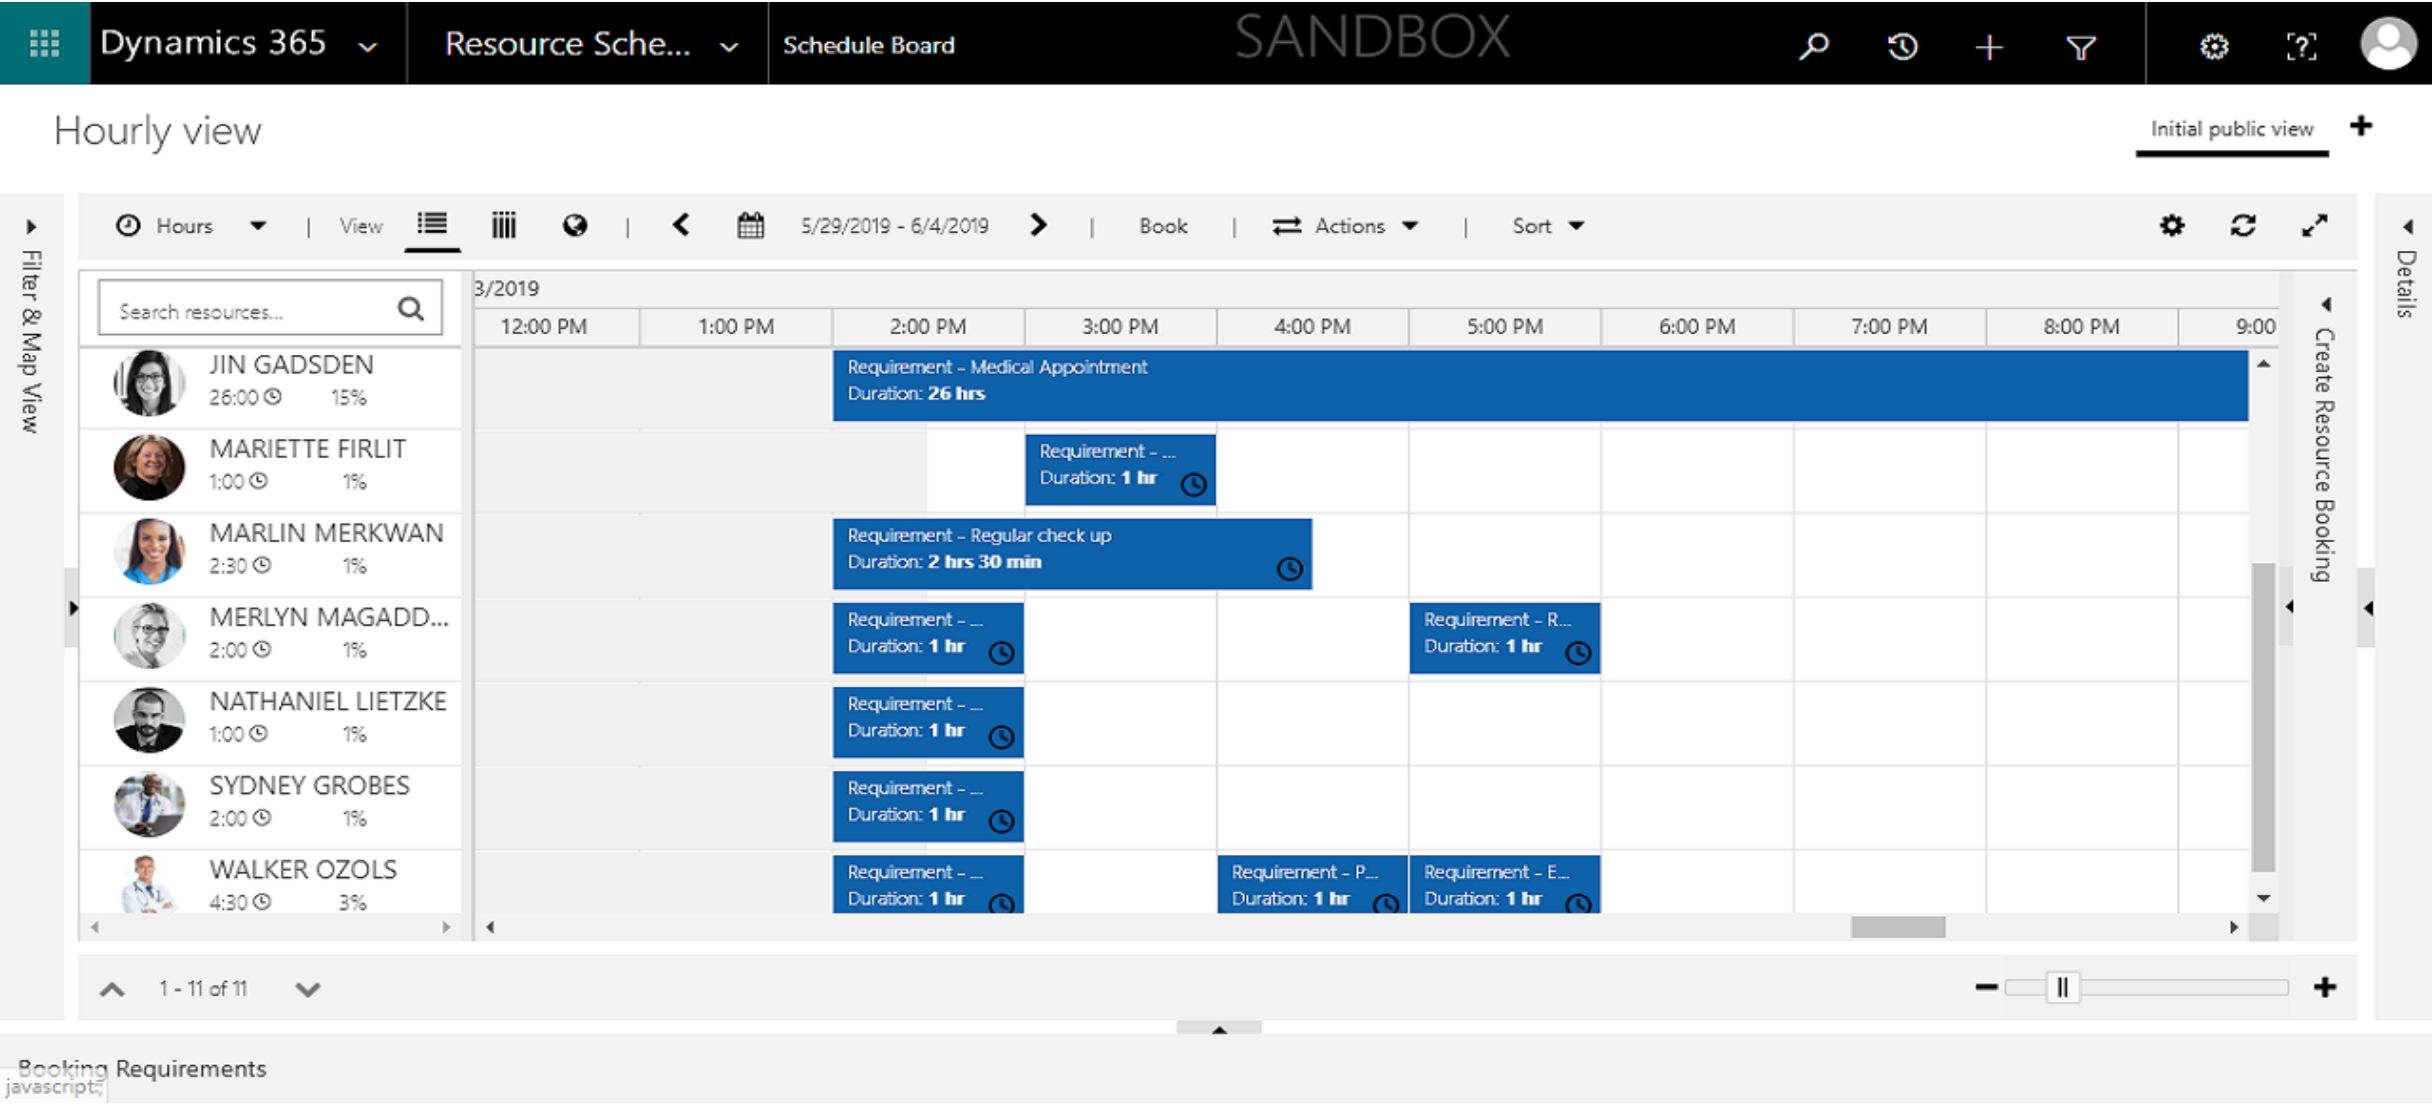 Dynamics 365
Resource Sche...
Schedule Board
SANDBOX
Hourly view
Initial public view
Filter & Map View
Hours
View
5/29/2019 - 6/4/2019
Book
Actions
Sort
Details
Create Resource Booking
Search resources...
3/2019
12:00 PM 1:00 PM 2:00 PM 3:00 PM 4:00 PM 5:00 PM 6:00 PM 7:00 PM 8:00 PM 9:00
JIN GADSDEN
26:00 15%
Requirement - Medical Appointment
Duration: 26 hrs
MARIETTE FIRLIT
1:00 1%
Requirement - ...
Duration: 1 hr
MARLIN MERKWAN
2:30 1%
Requirement - Regular check up
Duration: 2 hrs 30 min
MERLYN MAGADD...
2:00 1%
Requirement - ...
Duration: 1 hr
Requirement - R...
Duration: 1 hr
NATHANIEL LIETZKE
1:00 1%
Requirement - ...
Duration: 1 hr
SYDNEY GROBES
2:00 1%
Requirement - ...
Duration: 1 hr
WALKER OZOLS
4:30 3%
Requirement - ...
Duration: 1 hr
Requirement - P...
Duration: 1 hr
Requirement - E...
Duration: 1 hr
1 - 11 of 11
Booking Requirements
javascript:;